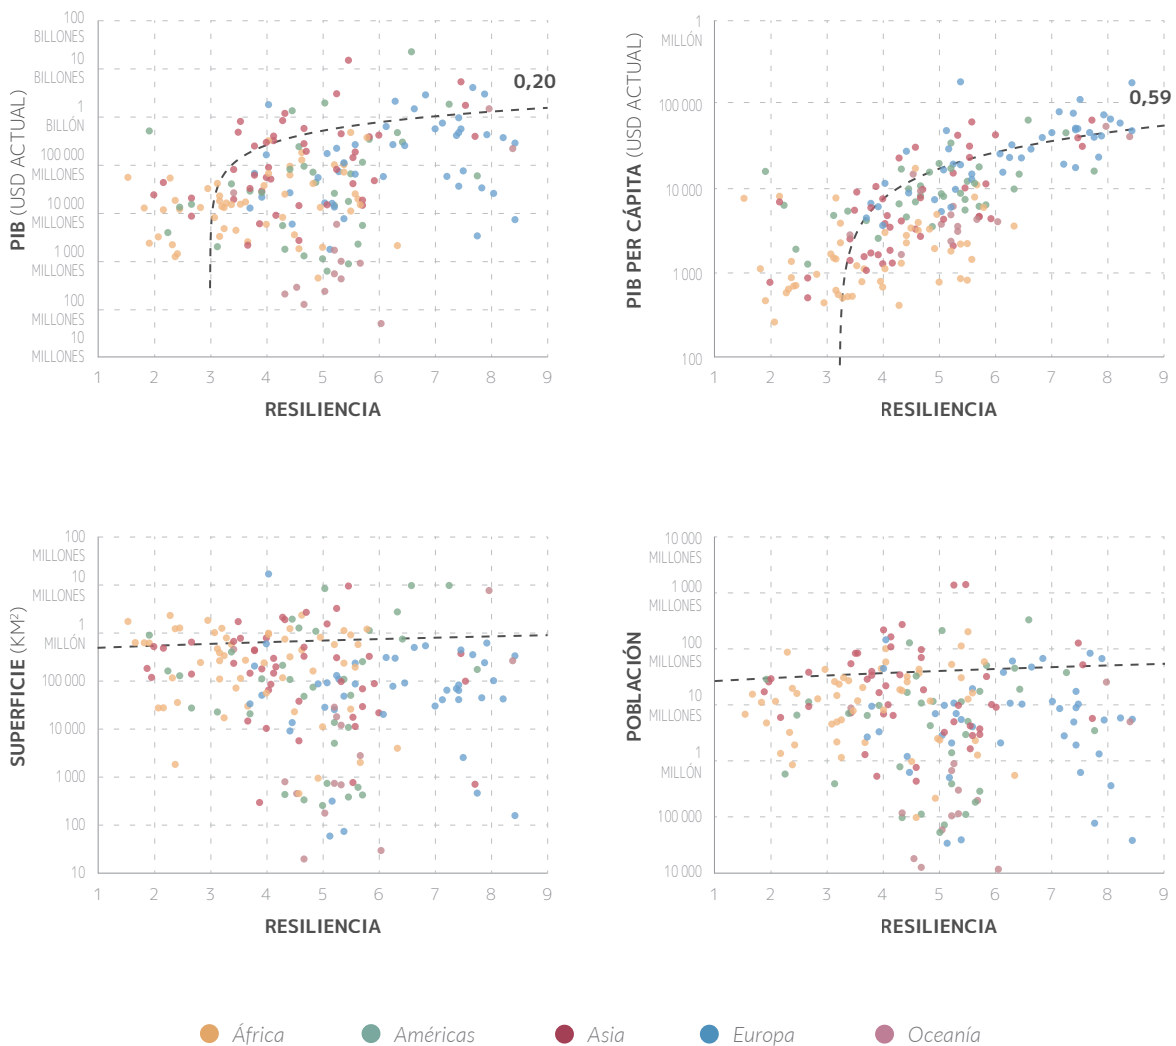 100
BILLONES
10
BILLONES
1
BILLÓN
100 000
MILLONES
10 000
MILLONES
1 000
MILLONES
100
MILLONES
10
MILLONES
PIB (USD ACTUAL)
0,20
1 2 3 4 5 6 7 8 9
RESILIENCIA
1
MILLÓN
100 000
10 000
1 000
100
PIB PER CÁPITA (USD ACTUAL)
0,59
1 2 3 4 5 6 7 8 9
RESILIENCIA
100
MILLONES
10
MILLONES
1
MILLÓN
100 000
10 000
1 000
100
10
SUPERFICIE (KM²)
1 2 3 4 5 6 7 8 9
RESILIENCIA
10 000
MILLONES
1 000
MILLONES
100
MILLONES
10
MILLONES
1
MILLÓN
100 000
10 000
POBLACIÓN
1 2 3 4 5 6 7 8 9
RESILIENCIA
África
Américas
Asia
Europa
Oceanía